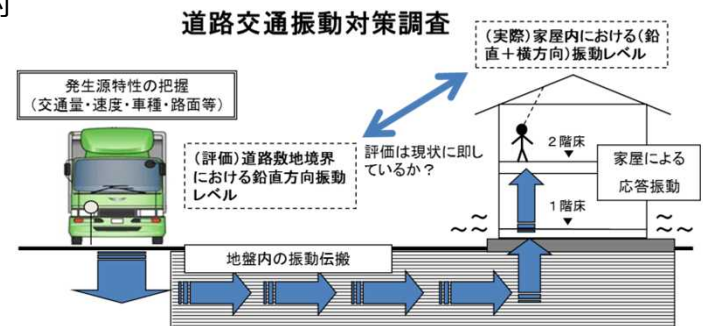 道路交通振動対策調査
(実際)家屋内における(鉛
直+横方向)振動レベル
発生源特性の把握
(交通量・速度・車種・路面等)
(評価)道路敷地境界
における鉛直方向振動
レベル
評価は現状に即し
ているか?
2階床
家屋による
応答振動
1階床
地盤内の振動伝搬